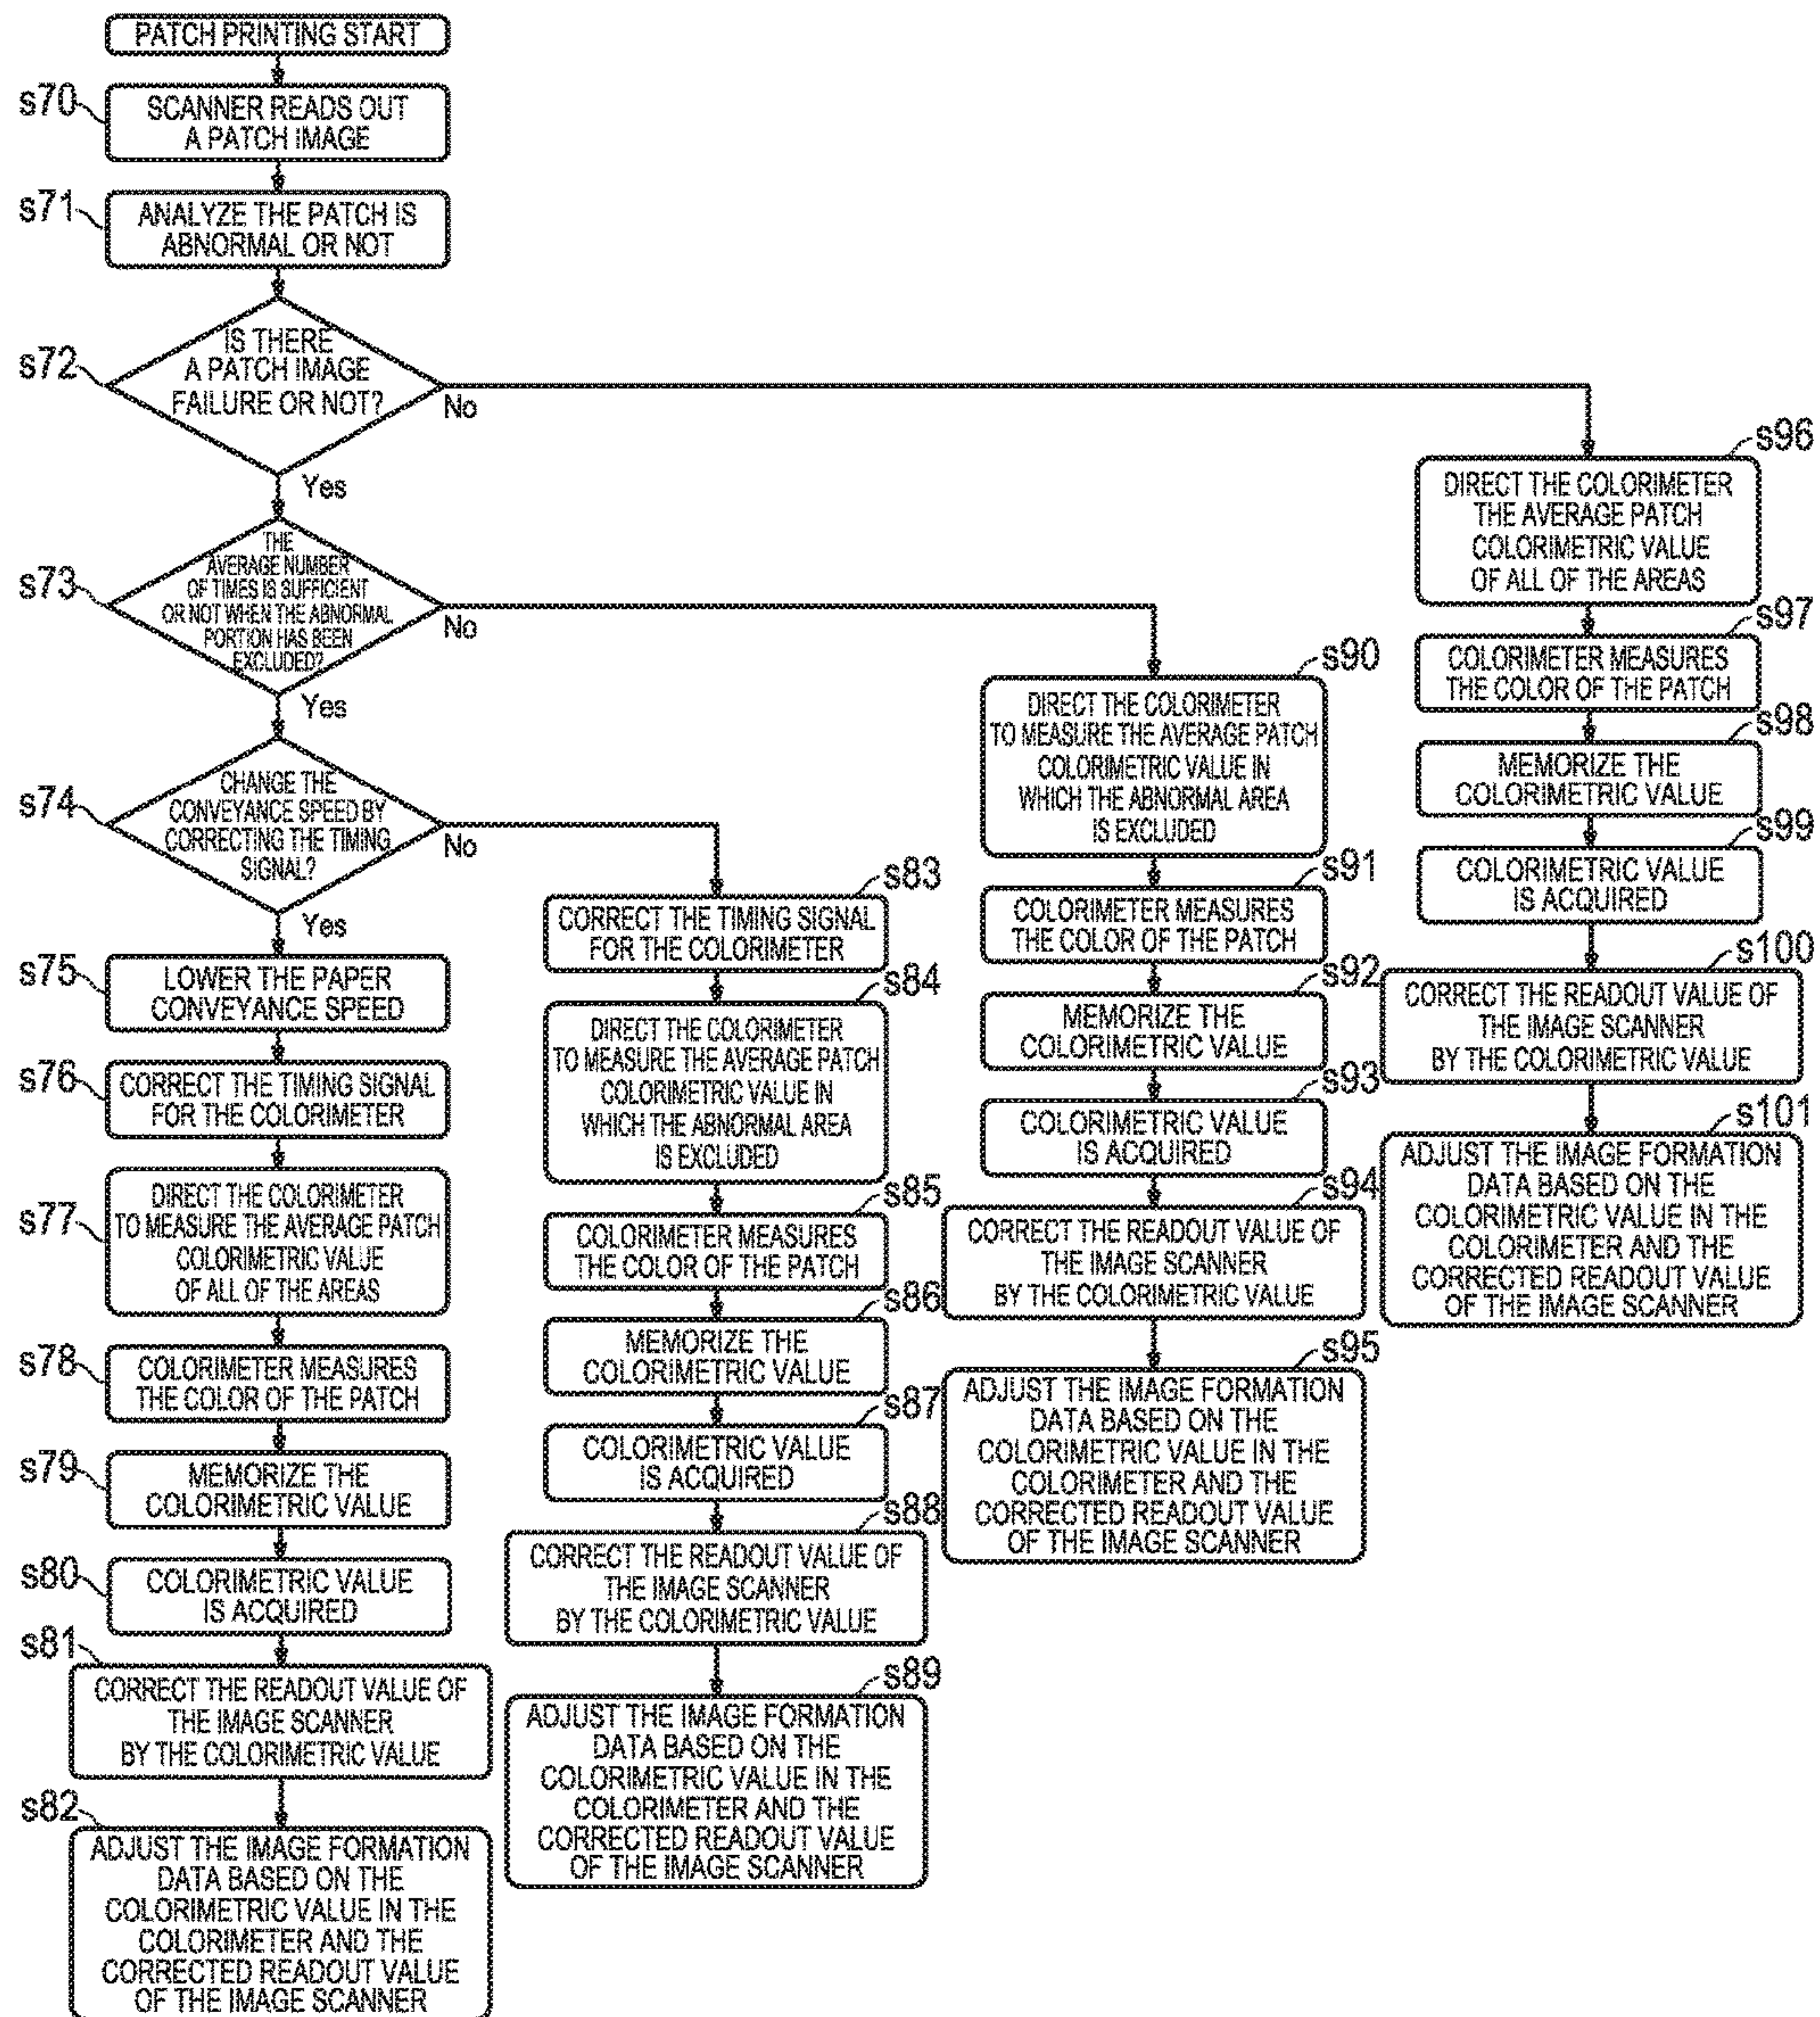 PATCH PRINTING START
s70
SCANNER READS OUT
A PATCH IMAGE
s71
ANALYZE THE PATCH IS
ABNORMAL OR NOT
s72
IS THERE
A PATCH IMAGE
FAILURE OR NOT?
No
Yes
s73
THE
AVERAGE NUMBER
OF TIMES IS SUFFICIENT
OR NOT WHEN THE ABNORMAL
PORTION HAS BEEN
EXCLUDED?
No
Yes
s74
CHANGE THE
CONVEYANCE SPEED BY
CORRECTING THE TIMING
SIGNAL?
No
Yes
s75
LOWER THE PAPER
CONVEYANCE SPEED
s76
CORRECT THE TIMING SIGNAL
FOR THE COLORIMETER
s77
DIRECT THE COLORIMETER
TO MEASURE THE AVERAGE PATCH
COLORIMETRIC VALUE
OF ALL OF THE AREAS
s78
COLORIMETER MEASURES
THE COLOR OF THE PATCH
s79
MEMORIZE THE
COLORIMETRIC VALUE
s80
COLORIMETRIC VALUE
IS ACQUIRED
s81
CORRECT THE READOUT VALUE OF
THE IMAGE SCANNER
BY THE COLORIMETRIC VALUE
s82
ADJUST THE IMAGE FORMATION
DATA BASED ON THE
COLORIMETRIC VALUE IN THE
COLORIMETER AND THE
CORRECTED READOUT VALUE
OF THE IMAGE SCANNER
s83
CORRECT THE TIMING SIGNAL
FOR THE COLORIMETER
s84
DIRECT THE COLORIMETER
TO MEASURE THE AVERAGE PATCH
COLORIMETRIC VALUE IN
WHICH THE ABNORMAL AREA
IS EXCLUDED
s85
COLORIMETER MEASURES
THE COLOR OF THE PATCH
s86
MEMORIZE THE
COLORIMETRIC VALUE
s87
COLORIMETRIC VALUE
IS ACQUIRED
s88
CORRECT THE READOUT VALUE OF
THE IMAGE SCANNER
BY THE COLORIMETRIC VALUE
s89
ADJUST THE IMAGE FORMATION
DATA BASED ON THE
COLORIMETRIC VALUE IN THE
COLORIMETER AND THE
CORRECTED READOUT VALUE
OF THE IMAGE SCANNER
s90
DIRECT THE COLORIMETER
TO MEASURE THE AVERAGE PATCH
COLORIMETRIC VALUE IN
WHICH THE ABNORMAL AREA
IS EXCLUDED
s91
COLORIMETER MEASURES
THE COLOR OF THE PATCH
s92
MEMORIZE THE
COLORIMETRIC VALUE
s93
COLORIMETRIC VALUE
IS ACQUIRED
s94
CORRECT THE READOUT VALUE OF
THE IMAGE SCANNER
BY THE COLORIMETRIC VALUE
s95
ADJUST THE IMAGE FORMATION
DATA BASED ON THE
COLORIMETRIC VALUE IN THE
COLORIMETER AND THE
CORRECTED READOUT VALUE
OF THE IMAGE SCANNER
s96
DIRECT THE COLORIMETER
THE AVERAGE PATCH
COLORIMETRIC VALUE
OF ALL OF THE AREAS
s97
COLORIMETER MEASURES
THE COLOR OF THE PATCH
s98
MEMORIZE THE
COLORIMETRIC VALUE
s99
COLORIMETRIC VALUE
IS ACQUIRED
s100
CORRECT THE READOUT VALUE OF
THE IMAGE SCANNER
BY THE COLORIMETRIC VALUE
s101
ADJUST THE IMAGE FORMATION
DATA BASED ON THE
COLORIMETRIC VALUE IN THE
COLORIMETER AND THE
CORRECTED READOUT VALUE
OF THE IMAGE SCANNER